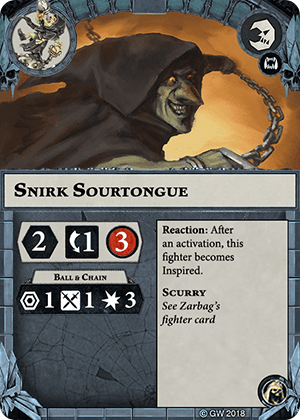 SNIRK SOURTONGUE
2 1 3
Reaction: After
an activation, this
fighter becomes
Inspired.
BALL & CHAIN
1 1 3
SCURRY
See Zarbag's
fighter card
© GW 2018